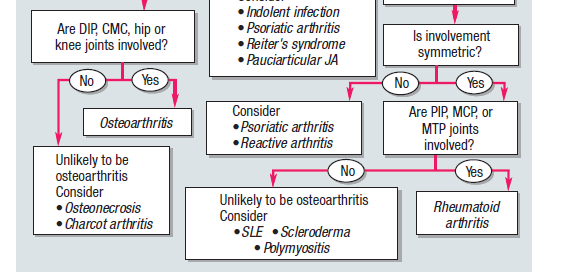 • Indolent infection
• Psoriatic arthritis
• Reiter's syndrome
• Pauciarticular JA
Are DIP, CMC, hip or
knee joints involved?
Is involvement
symmetric?
No
Yes
No
Yes
Osteoarthritis
Consider
• Psoriatic arthritis
• Reactive arthritis
Are PIP, MCP, or
MTP joints
involved?
Unlikely to be
osteoarthritis
Consider
• Osteonecrosis
• Charcot arthritis
No
Yes
Unlikely to be osteoarthritis
Consider
• SLE • Scleroderma
• Polymyositis
Rheumatoid
arthritis